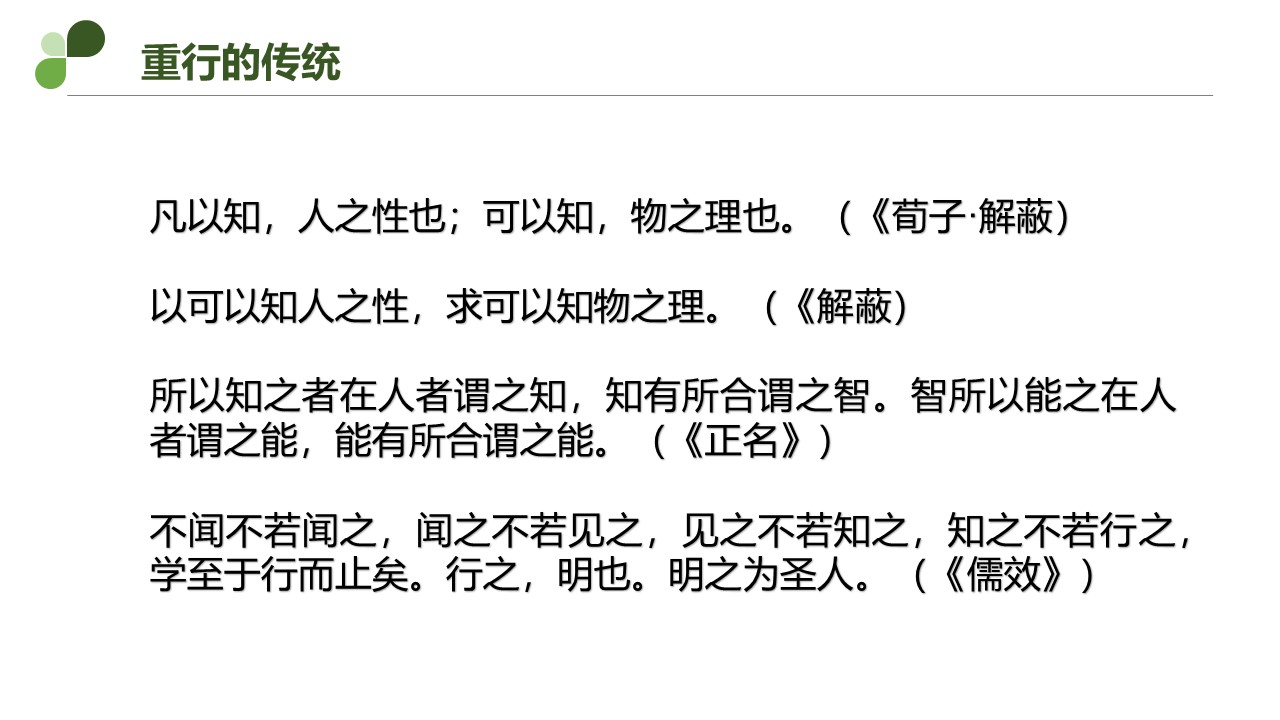 重行的传统
凡以知，人之性也；可以知，物之理也。（《荀子·解蔽）
以可以知人之性，求可以知物之理。（《解蔽）
所以知之者在人者谓之知，知有所合谓之智。智所以能之在人
者谓之能，能有所合谓之能。（《正名》）
不闻不若闻之，闻之不若见之，见之不若知之，知之不若行之，
学至于行而止矣。行之，明也。明之为圣人。（《儒效》）